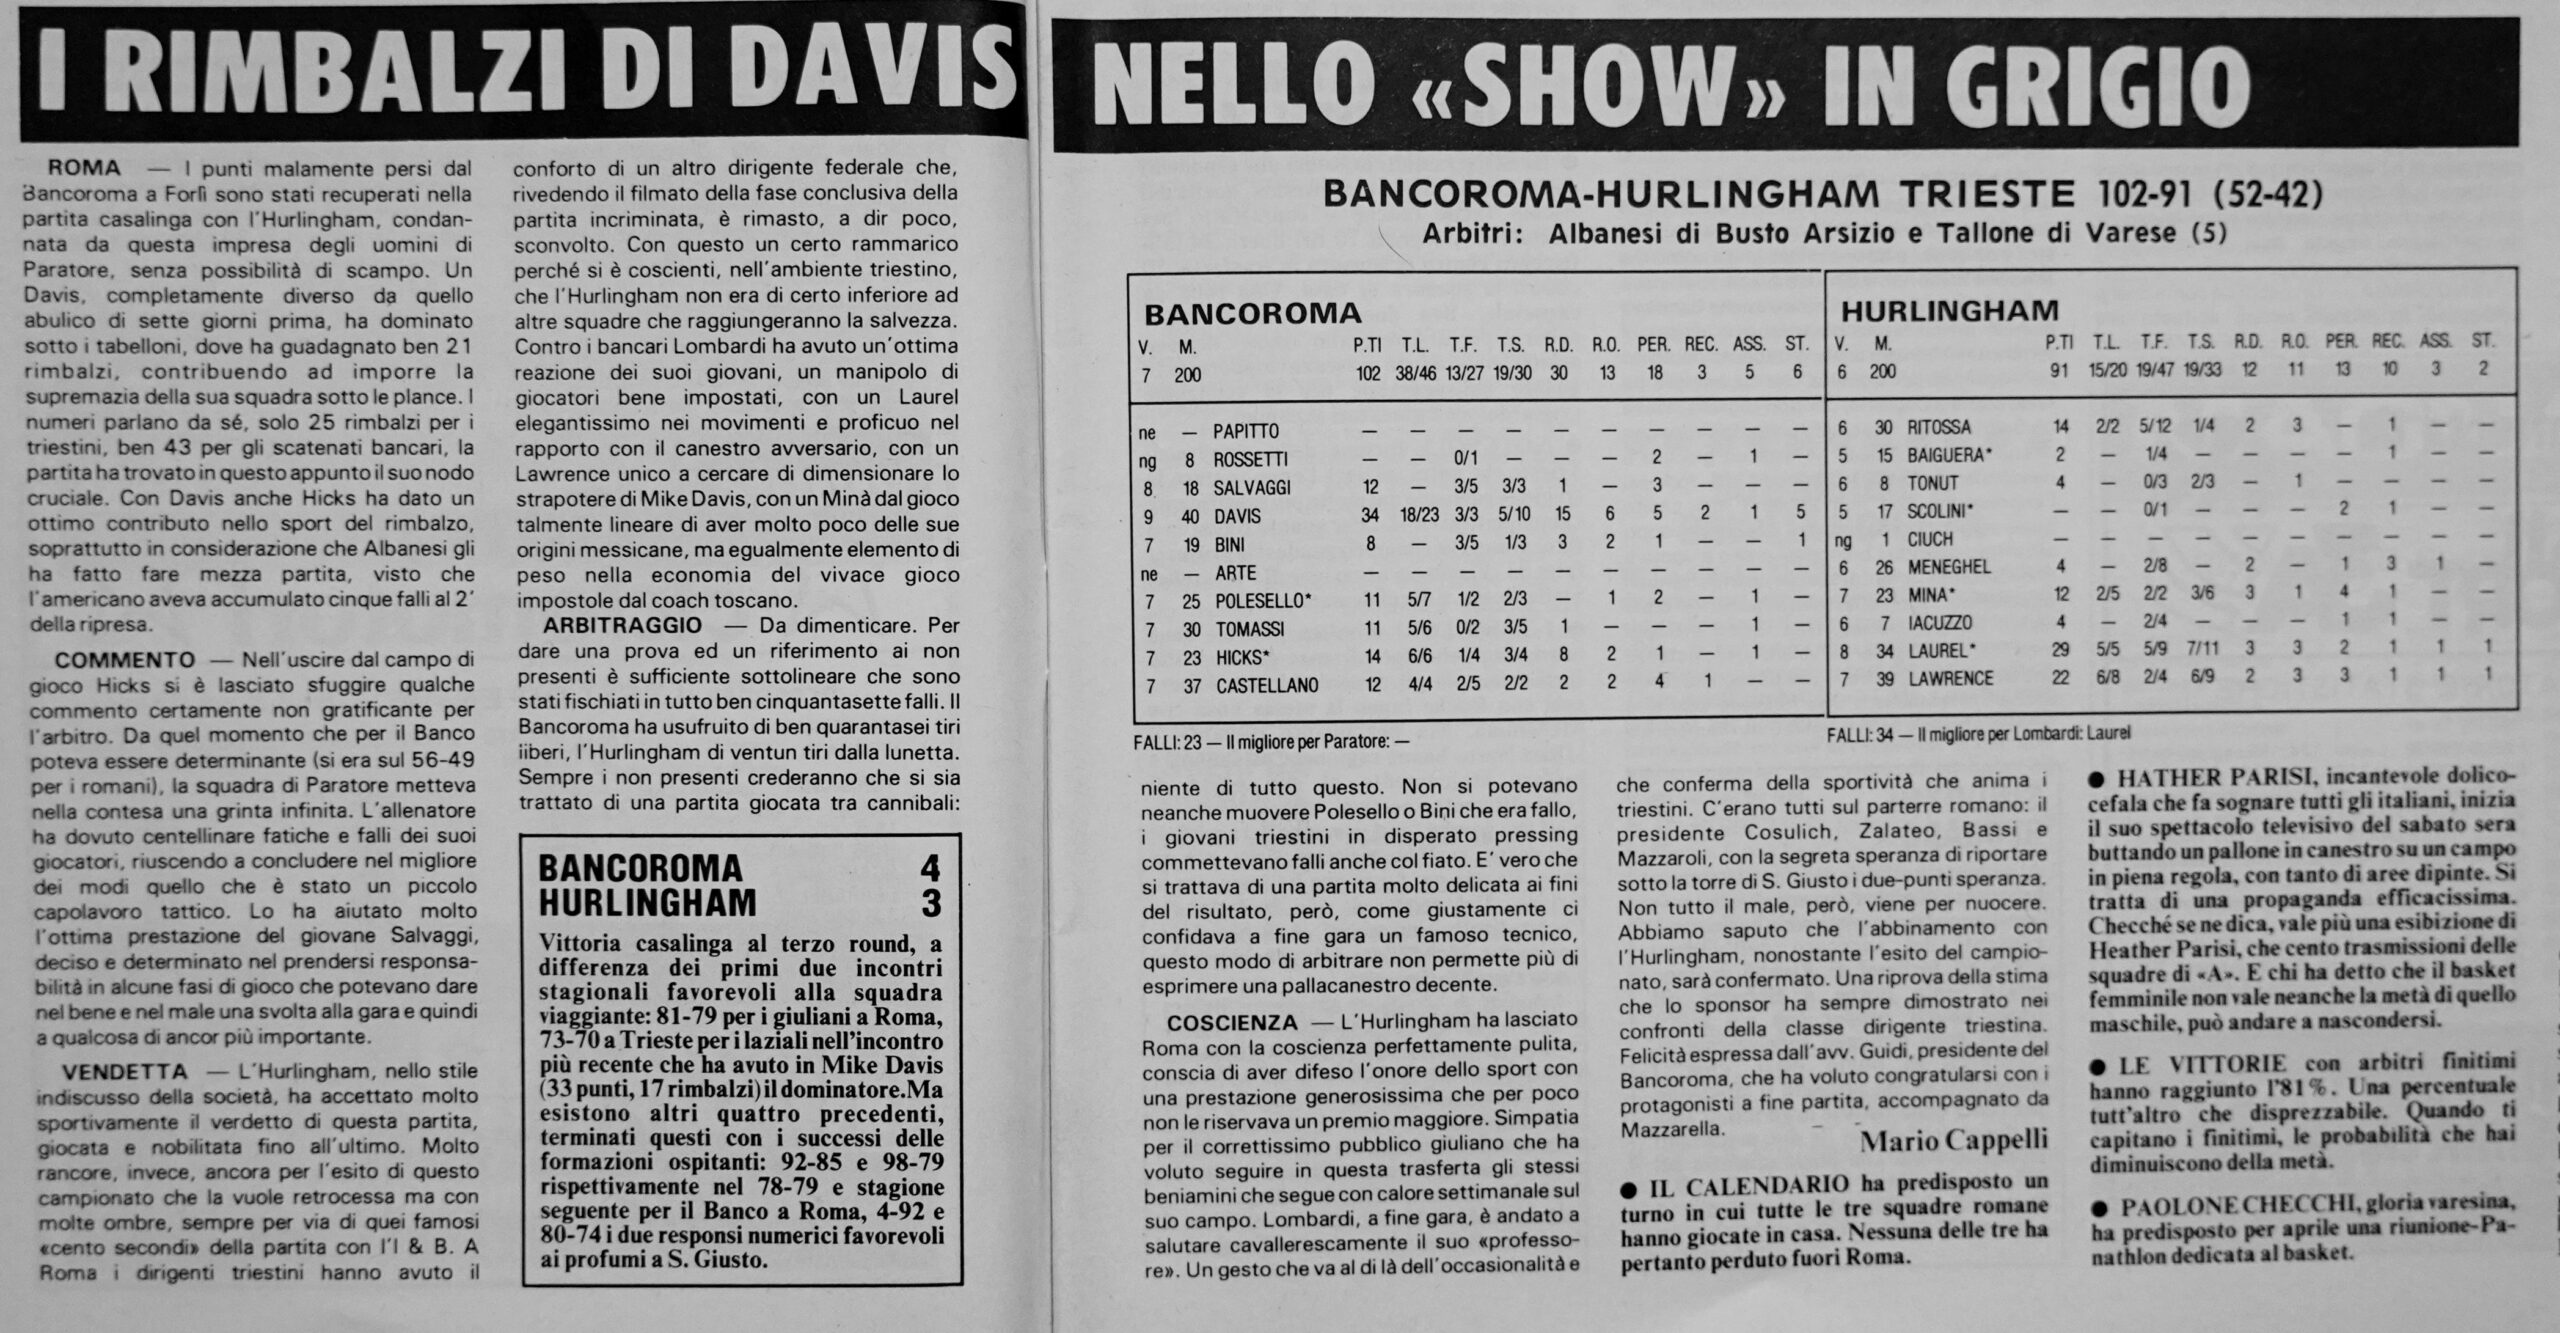 I RIMBALZI DI DAVIS NELLO «SHOW» IN GRIGIO
ROMA — I punti malamente persi dal
Bancoroma a Forlì sono stati recuperati nella
partita casalinga con l'Hurlingham, condan-
nata da questa impresa degli uomini di
Paratore, senza possibilità di scampo. Un
Davis, completamente diverso da quello
abulico di sette giorni prima, ha dominato
sotto i tabelloni, dove ha guadagnato ben 21
rimbalzi, contribuendo ad imporre la
supremazia della sua squadra sotto le plance. I
numeri parlano da sé, solo 25 rimbalzi per i
triestini, ben 43 per gli scatenati bancari, la
partita ha trovato in questo appunto il suo nodo
cruciale. Con Davis anche Hicks ha dato un
ottimo contributo nello sport del rimbalzo,
soprattutto in considerazione che Albanesi gli
ha fatto fare mezza partita, visto che
l'americano aveva accumulato cinque falli al 2'
della ripresa.
COMMENTO — Nell'uscire dal campo di
gioco Hicks si è lasciato sfuggire qualche
commento certamente non gratificante per
l'arbitro. Da quel momento che per il Banco
poteva essere determinante (si era sul 56-49
per i romani), la squadra di Paratore metteva
nella contesa una grinta infinita. L'allenatore
ha dovuto centellinare fatiche e falli dei suoi
giocatori, riuscendo a concludere nel migliore
dei modi quello che è stato un piccolo
capolavoro tattico. Lo ha aiutato molto
l'ottima prestazione del giovane Salvaggi,
deciso e determinato nel prendersi responsa-
bilità in alcune fasi di gioco che potevano dare
nel bene e nel male una svolta alla gara e quindi
a qualcosa di ancor più importante.
VENDETTA — L'Hurlingham, nello stile
indiscusso della società, ha accettato molto
sportivamente il verdetto di questa partita,
giocata e nobilitata fino all'ultimo. Molto
rancore, invece, ancora per l'esito di questo
campionato che la vuole retrocessa ma con
molte ombre, sempre per via di quei famosi
«cento secondi» della partita con l'I & B. A
Roma i dirigenti triestini hanno avuto il
conforto di un altro dirigente federale che,
rivedendo il filmato della fase conclusiva della
partita incriminata, è rimasto, a dir poco,
sconvolto. Con questo un certo rammarico
perché si è coscienti, nell'ambiente triestino,
che l'Hurlingham non era di certo inferiore ad
altre squadre che raggiungeranno la salvezza.
Contro i bancari Lombardi ha avuto un'ottima
reazione dei suoi giovani, un manipolo di
giocatori bene impostati, con un Laurel
elegantissimo nei movimenti e proficuo nel
rapporto con il canestro avversario, con un
Lawrence unico a cercare di dimensionare lo
strapotere di Mike Davis, con un Minà dal gioco
talmente lineare di aver molto poco delle sue
origini messicane, ma egualmente elemento di
peso nella economia del vivace gioco
impostole dal coach toscano.
ARBITRAGGIO — Da dimenticare. Per
dare una prova ed un riferimento ai non
presenti è sufficiente sottolineare che sono
stati fischiati in tutto ben cinquantasette falli. Il
Bancoroma ha usufruito di ben quarantasei tiri
iiberi, l'Hurlingham di ventun tiri dalla lunetta.
Sempre i non presenti crederanno che si sia
trattato di una partita giocata tra cannibali:
BANCOROMA 4
HURLINGHAM 3
Vittoria casalinga al terzo round, a
differenza dei primi due incontri
stagionali favorevoli alla squadra
viaggiante: 81-79 per i giuliani a Roma,
73-70 a Trieste per i laziali nell'incontro
più recente che ha avuto in Mike Davis
(33 punti, 17 rimbalzi) il dominatore. Ma
esistono altri quattro precedenti,
terminati questi con i successi delle
formazioni ospitanti: 92-85 e 98-79
rispettivamente nel 78-79 e stagione
seguente per il Banco a Roma, 4-92 e
80-74 i due responsi numerici favorevoli
ai profumi a S. Giusto.
BANCOROMA-HURLINGHAM TRIESTE 102-91 (52-42)
Arbitri: Albanesi di Busto Arsizio e Tallone di Varese (5)
BANCOROMA
V. M. P.TI T.L. T.F. T.S. R.D. R.O. PER. REC. ASS. ST.
7 200 102 38/46 13/27 19/30 30 13 18 3 5 6
ne — PAPITTO — — — — — — — — — —
ng 8 ROSSETTI — — 0/1 — — — 2 — 1 —
8 18 SALVAGGI 12 — 3/5 3/3 1 — 3 — — —
9 40 DAVIS 34 18/23 3/3 5/10 15 6 5 2 1 5
7 19 BINI 8 — 3/5 1/3 3 2 1 — — 1
ne — ARTE — — — — — — — — — —
7 25 POLESELLO* 11 5/7 1/2 2/3 — 1 2 — 1 —
7 30 TOMASSI 11 5/6 0/2 3/5 1 — — — 1 —
7 23 HICKS* 14 6/6 1/4 3/4 8 2 1 — 1 —
7 37 CASTELLANO 12 4/4 2/5 2/2 2 2 4 1 — —
FALLI: 23 — Il migliore per Paratore: —
HURLINGHAM
V. M. P.TI T.L. T.F. T.S. R.D. R.O. PER. REC. ASS. ST.
6 200 91 15/20 19/47 19/33 12 11 13 10 3 2
6 30 RITOSSA 14 2/2 5/12 1/4 2 3 — 1 — —
5 15 BAIGUERA* 2 — 1/4 — — — — 1 — —
6 8 TONUT 4 — 0/3 2/3 — 1 — — — —
5 17 SCOLINI* — — 0/1 — — — 2 1 — —
ng 1 CIUCH — — — — — — — — — —
6 26 MENEGHEL 4 — 2/8 — 2 — 1 3 1 —
7 23 MINA* 12 2/5 2/2 3/6 3 1 4 1 — —
6 7 IACUZZO 4 — 2/4 — — — 1 1 — —
8 34 LAUREL* 29 5/5 5/9 7/11 3 3 2 1 1 1
7 39 LAWRENCE 22 6/8 2/4 6/9 2 3 3 1 1 1
FALLI: 34 — Il migliore per Lombardi: Laurel
niente di tutto questo. Non si potevano
neanche muovere Polesello o Bini che era fallo,
i giovani triestini in disperato pressing
commettevano falli anche col fiato. E' vero che
si trattava di una partita molto delicata ai fini
del risultato, però, come giustamente ci
confidava a fine gara un famoso tecnico,
questo modo di arbitrare non permette più di
esprimere una pallacanestro decente.
COSCIENZA — L'Hurlingham ha lasciato
Roma con la coscienza perfettamente pulita,
conscia di aver difeso l'onore dello sport con
una prestazione generosissima che per poco
non le riservava un premio maggiore. Simpatia
per il correttissimo pubblico giuliano che ha
voluto seguire in questa trasferta gli stessi
beniamini che segue con calore settimanale sul
suo campo. Lombardi, a fine gara, è andato a
salutare cavallerescamente il suo «professo-
re». Un gesto che va al di là dell'occasionalità e
che conferma della sportività che anima i
triestini. C'erano tutti sul parterre romano: il
presidente Cosulich, Zalateo, Bassi e
Mazzaroli, con la segreta speranza di riportare
sotto la torre di S. Giusto i due-punti speranza.
Non tutto il male, però, viene per nuocere.
Abbiamo saputo che l'abbinamento con
l'Hurlingham, nonostante l'esito del campio-
nato, sarà confermato. Una riprova della stima
che lo sponsor ha sempre dimostrato nei
confronti della classe dirigente triestina.
Felicità espressa dall'avv. Guidi, presidente del
Bancoroma, che ha voluto congratularsi con i
protagonisti a fine partita, accompagnato da
Mazzarella.
Mario Cappelli
● IL CALENDARIO ha predisposto un
turno in cui tutte le tre squadre romane
hanno giocate in casa. Nessuna delle tre ha
pertanto perduto fuori Roma.
● HATHER PARISI, incantevole dolico-
cefala che fa sognare tutti gli italiani, inizia
il suo spettacolo televisivo del sabato sera
buttando un pallone in canestro su un campo
in piena regola, con tanto di aree dipinte. Si
tratta di una propaganda efficacissima.
Checché se ne dica, vale più una esibizione di
Heather Parisi, che cento trasmissioni delle
squadre di «A». E chi ha detto che il basket
femminile non vale neanche la metà di quello
maschile, può andare a nascondersi.
● LE VITTORIE con arbitri finitimi
hanno raggiunto l'81%. Una percentuale
tutt'altro che disprezzabile. Quando ti
capitano i finitimi, le probabilità che hai
diminuiscono della metà.
● PAOLONE CHECCHI, gloria varesina,
ha predisposto per aprile una riunione-Pa-
nathlon dedicata al basket.